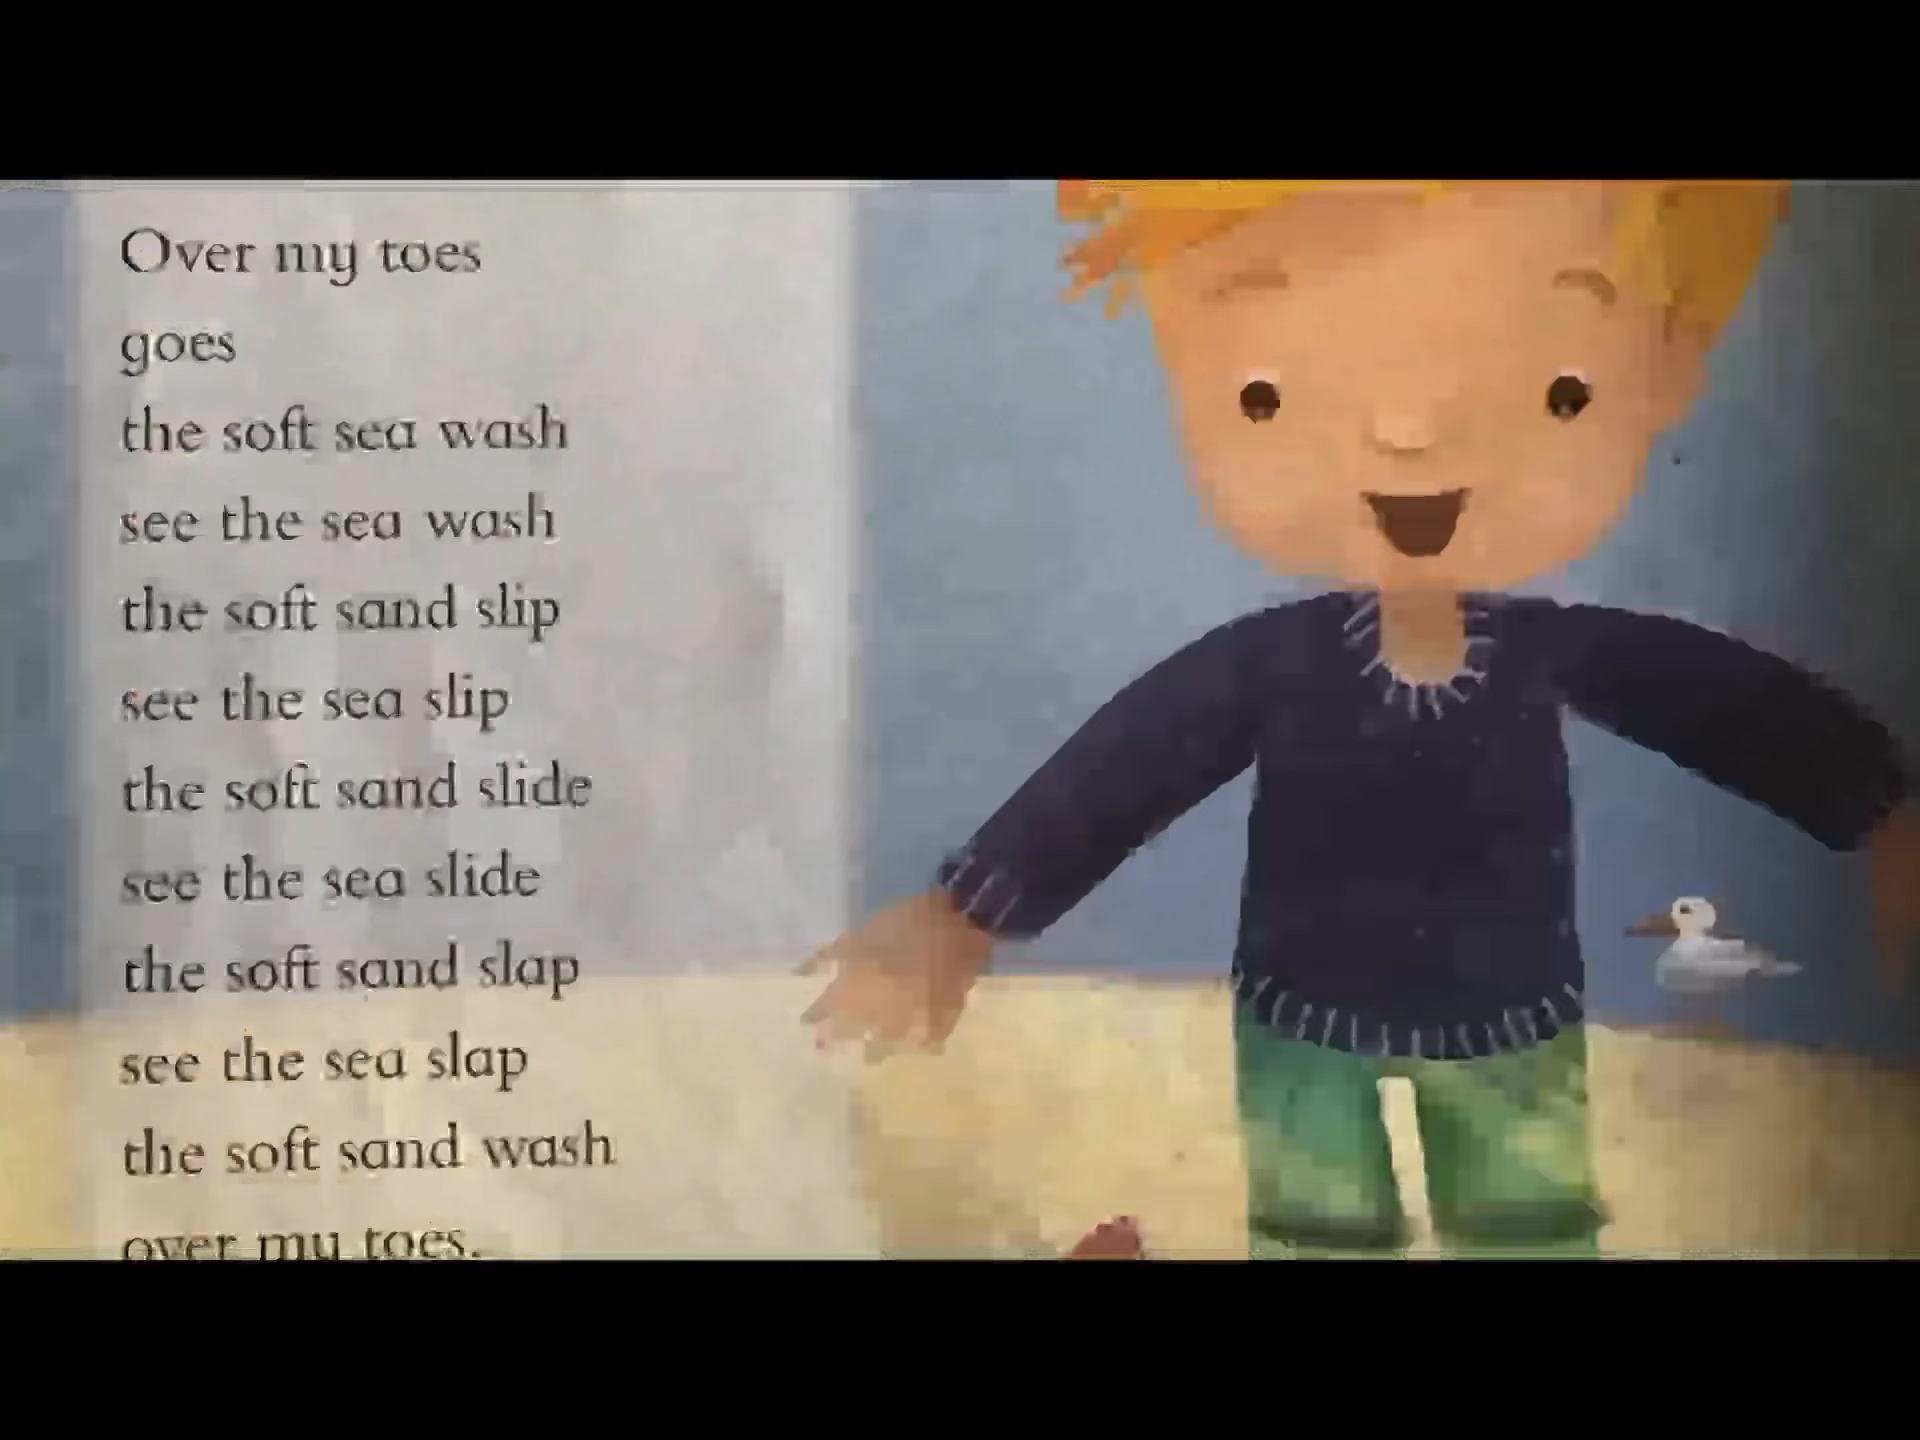 Over my toes
goes
the soft sea wash
see the sea wash
the soft sand slip
see the sea slip
the soft sand slide
see the sea slide
the soft sand slap
see the sea slap
the soft sand wash
over my toes.